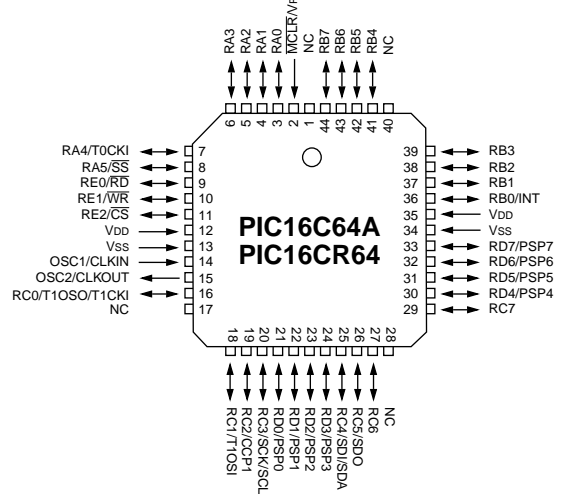 RA3
RA2
RA1
RA0
MCLR/V
NC
RB7
RB6
RB5
RB4
NC
6
5
4
3
2
1
44
43
42
41
40
RA4/T0CKI 7
RA5/SS 8
RE0/RD 9
RE1/WR 10
RE2/CS 11
VDD 12
VSS 13
OSC1/CLKIN 14
OSC2/CLKOUT 15
RC0/T1OSO/T1CKI 16
NC 17
PIC16C64A
PIC16CR64
39 RB3
38 RB2
37 RB1
36 RB0/INT
35 VDD
34 VSS
33 RD7/PSP7
32 RD6/PSP6
31 RD5/PSP5
30 RD4/PSP4
29 RC7
18
19
20
21
22
23
24
25
26
27
28
RC1/T1OSI
RC2/CCP1
RC3/SCK/SCL
RD0/PSP0
RD1/PSP1
RD2/PSP2
RD3/PSP3
RC4/SDI/SDA
RC5/SDO
RC6
NC